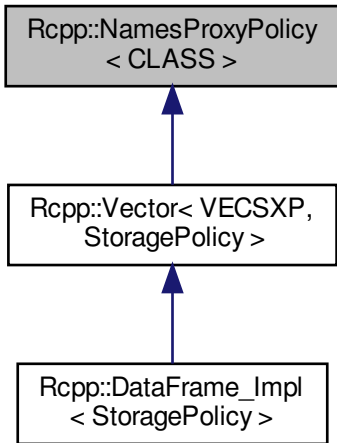 Rcpp::NamesProxyPolicy
< CLASS >
Rcpp::Vector< VECSXP,
StoragePolicy >
Rcpp::DataFrame_Impl
< StoragePolicy >